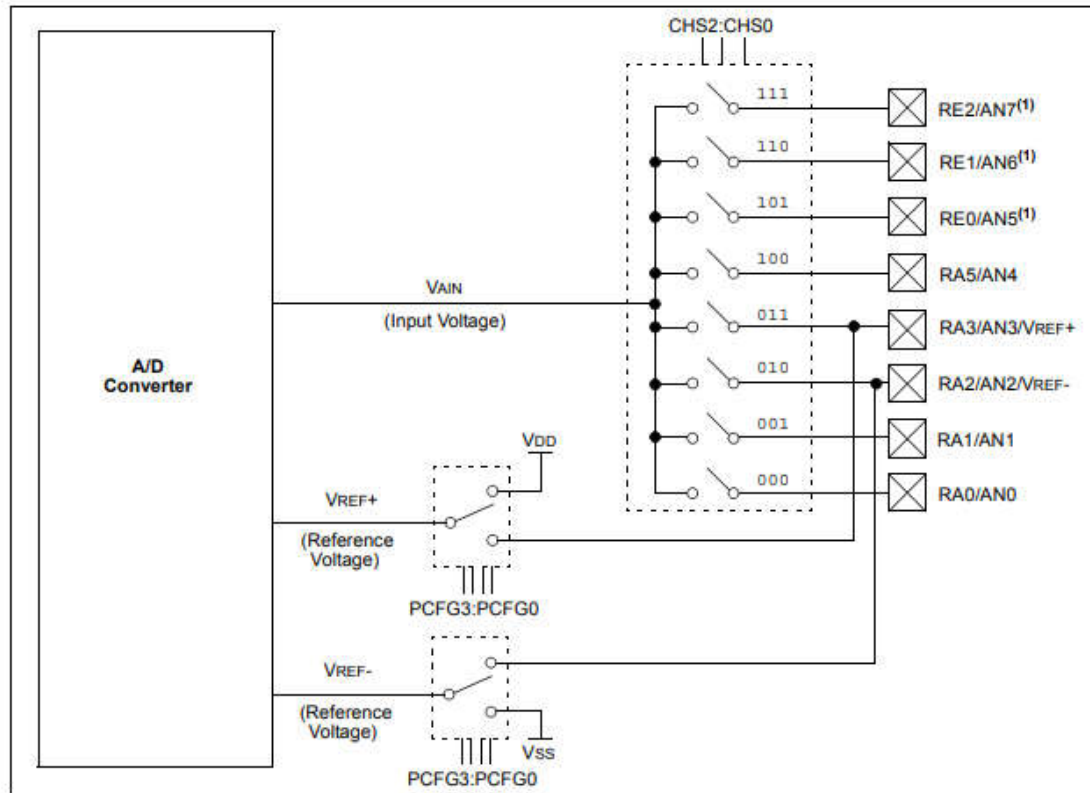 CHS2:CHS0
111
RE2/AN7(1)
110
RE1/AN6(1)
101
RE0/AN5(1)
100
RA5/AN4
VAIN
(Input Voltage)
011
RA3/AN3/VREF+
A/D
Converter
010
RA2/AN2/VREF-
001
RA1/AN1
VDD
000
RA0/AN0
VREF+
(Reference
Voltage)
PCFG3:PCFG0
VREF-
(Reference
Voltage)
VSS
PCFG3:PCFG0